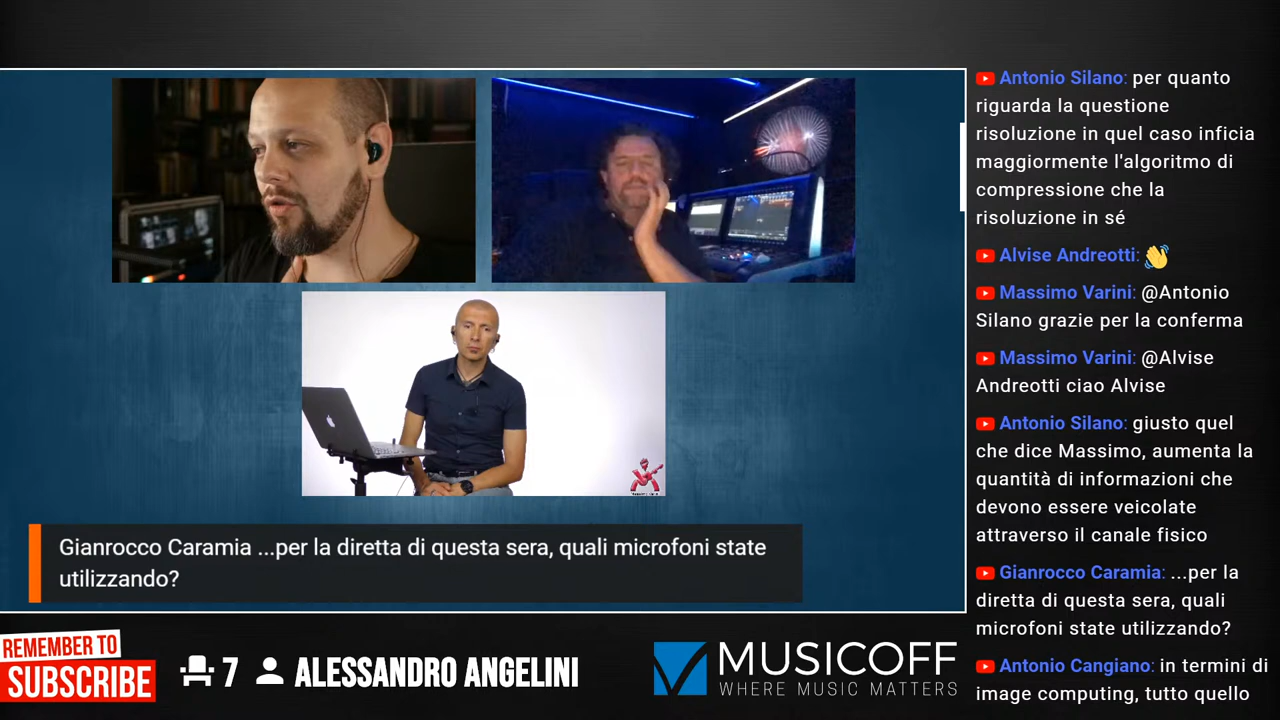 Antonio Silano: per quanto
riguarda la questione
risoluzione in quel caso inficia
maggiormente l'algoritmo di
compressione che la
risoluzione in sé
Alvise Andreotti: 👋
Massimo Varini: @Antonio
Silano grazie per la conferma
Massimo Varini: @Alvise
Andreotti ciao Alvise
Antonio Silano: giusto quel
che dice Massimo, aumenta la
quantità di informazioni che
devono essere veicolate
attraverso il canale fisico
Gianrocco Caramia: ...per la
diretta di questa sera, quali
microfoni state utilizzando?
Antonio Cangiano: in termini di
image computing, tutto quello
Gianrocco Caramia ...per la diretta di questa sera, quali microfoni state
utilizzando?
REMEMBER TO
SUBSCRIBE
7 ALESSANDRO ANGELINI
MUSICOFF
WHERE MUSIC MATTERS